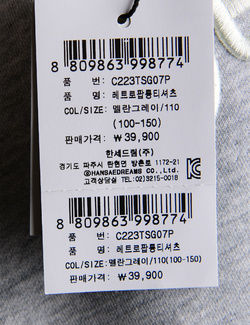 8 809863 998774
품 번: C223TSG07P
품 명: 레트로팝롱티셔츠
COL/SIZE: 멜란그레이/110
(100-150)
판매가격: ₩39,900
한세드림(주)
경기도 파주시 탄현면 방촌로 1172-21
ⓗHANSAEDREAMS CO.,Ltd.
고객상담실 TEL.02)3215-0018
8 809863 998774
품 번: C223TSG07P
품 명: 레트로팝롱티셔츠
COL/SIZE: 멜란그레이/110(100-150)
판매가격: ₩39,900